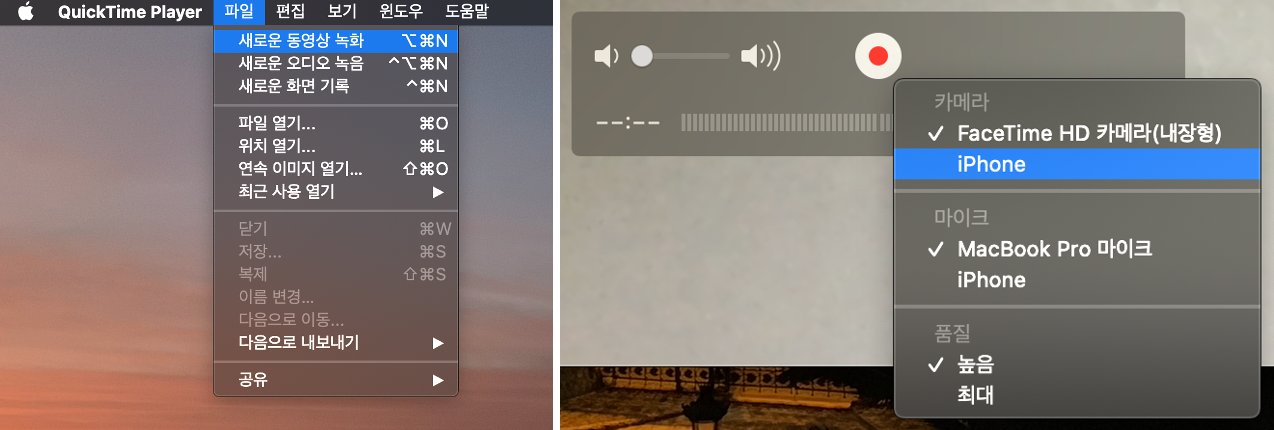 QuickTime Player 파일 편집 보기 윈도우 도움말
새로운 동영상 녹화 ⌥⌘N
새로운 오디오 녹음 ^⌥⌘N
새로운 화면 기록 ^⌘N
파일 열기... ⌘O
위치 열기... ⌘L
연속 이미지 열기... ⇧⌘O
최근 사용 열기 ▶
닫기 ⌘W
저장... ⌘S
복제 ⇧⌘S
이름 변경...
다음으로 이동...
다음으로 내보내기 ▶
공유 ▶
--:--
카메라
✓ FaceTime HD 카메라(내장형)
iPhone
마이크
✓ MacBook Pro 마이크
iPhone
품질
✓ 높음
최대